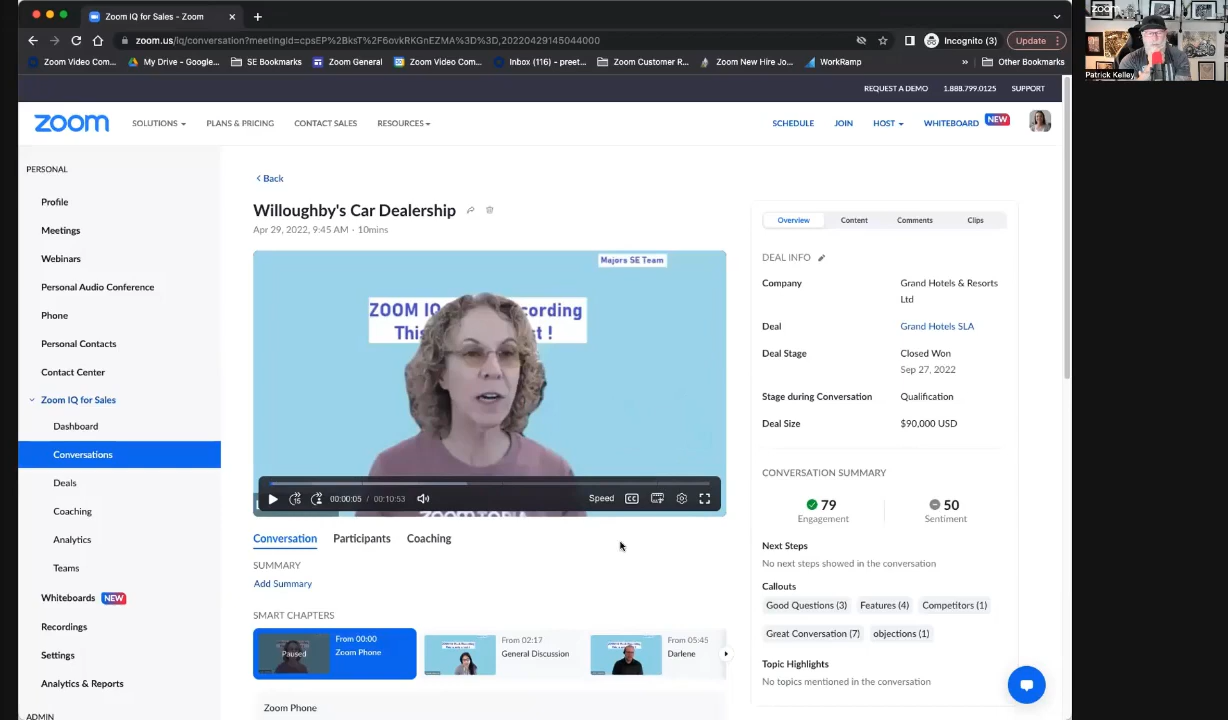 Zoom IQ for Sales - Zoom
zoom.us/iq/conversation?meetingId=cpsEP%2BksT%2F6ovkRKGnEZMA%3D%3D,20220429145044000
Incognito (3)
Update
Zoom Video Com...
My Drive - Google...
SE Bookmarks
Zoom General
Zoom Video Com...
Inbox (116) - preet...
Zoom Customer R...
Zoom New Hire Jo...
WorkRamp
Other Bookmarks
zoom
Patrick Kelley
REQUEST A DEMO
1.888.799.0125
SUPPORT
zoom
SOLUTIONS
PLANS & PRICING
CONTACT SALES
RESOURCES
SCHEDULE
JOIN
HOST
WHITEBOARD
NEW
PERSONAL
Profile
Meetings
Webinars
Personal Audio Conference
Phone
Personal Contacts
Contact Center
Zoom IQ for Sales
Dashboard
Conversations
Deals
Coaching
Analytics
Teams
Whiteboards NEW
Recordings
Settings
Analytics & Reports
ADMIN
Back
Willoughby's Car Dealership
Apr 29, 2022, 9:45 AM · 10mins
Majors SE Team
ZOOM IQ
cording
This
t !
00:00:05 / 00:10:53
15
Speed
CC
Conversation
Participants
Coaching
SUMMARY
Add Summary
SMART CHAPTERS
Paused
From 00:00
Zoom Phone
From 02:17
General Discussion
From 05:45
Darlene
Zoom Phone
Overview
Content
Comments
Clips
DEAL INFO
Company
Grand Hotels & Resorts
Ltd
Deal
Grand Hotels SLA
Deal Stage
Closed Won
Sep 27, 2022
Stage during Conversation
Qualification
Deal Size
$90,000 USD
CONVERSATION SUMMARY
79
Engagement
50
Sentiment
Next Steps
No next steps showed in the conversation
Callouts
Good Questions (3)
Features (4)
Competitors (1)
Great Conversation (7)
objections (1)
Topic Highlights
No topics mentioned in the conversation